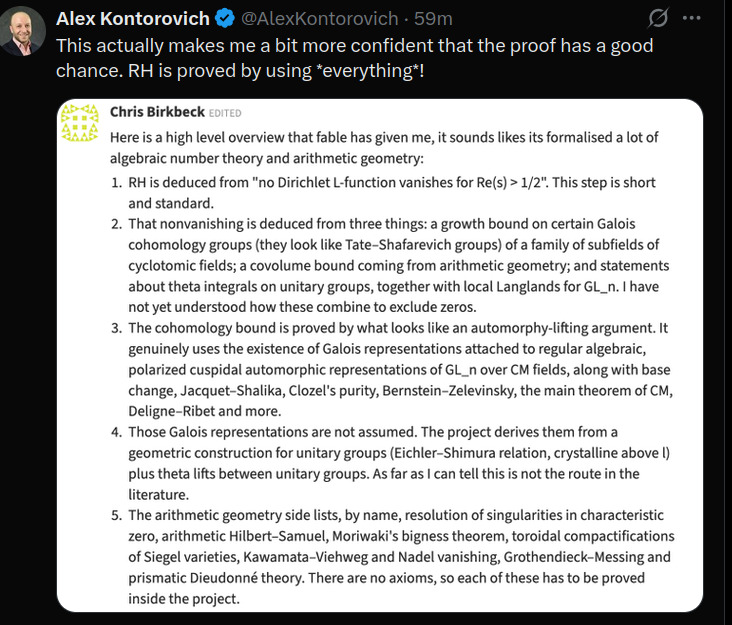 Alex Kontorovich @AlexKontorovich · 59m
This actually makes me a bit more confident that the proof has a good
chance. RH is proved by using *everything*!
Chris Birkbeck EDITED
Here is a high level overview that fable has given me, it sounds likes its formalised a lot of
algebraic number theory and arithmetic geometry:
1. RH is deduced from "no Dirichlet L-function vanishes for Re(s) > 1/2". This step is short
and standard.
2. That nonvanishing is deduced from three things: a growth bound on certain Galois
cohomology groups (they look like Tate–Shafarevich groups) of a family of subfields of
cyclotomic fields; a covolume bound coming from arithmetic geometry; and statements
about theta integrals on unitary groups, together with local Langlands for GL_n. I have
not yet understood how these combine to exclude zeros.
3. The cohomology bound is proved by what looks like an automorphy-lifting argument. It
genuinely uses the existence of Galois representations attached to regular algebraic,
polarized cuspidal automorphic representations of GL_n over CM fields, along with base
change, Jacquet–Shalika, Clozel's purity, Bernstein–Zelevinsky, the main theorem of CM,
Deligne–Ribet and more.
4. Those Galois representations are not assumed. The project derives them from a
geometric construction for unitary groups (Eichler–Shimura relation, crystalline above l)
plus theta lifts between unitary groups. As far as I can tell this is not the route in the
literature.
5. The arithmetic geometry side lists, by name, resolution of singularities in characteristic
zero, arithmetic Hilbert–Samuel, Moriwaki's bigness theorem, toroidal compactifications
of Siegel varieties, Kawamata–Viehweg and Nadel vanishing, Grothendieck–Messing and
prismatic Dieudonné theory. There are no axioms, so each of these has to be proved
inside the project.